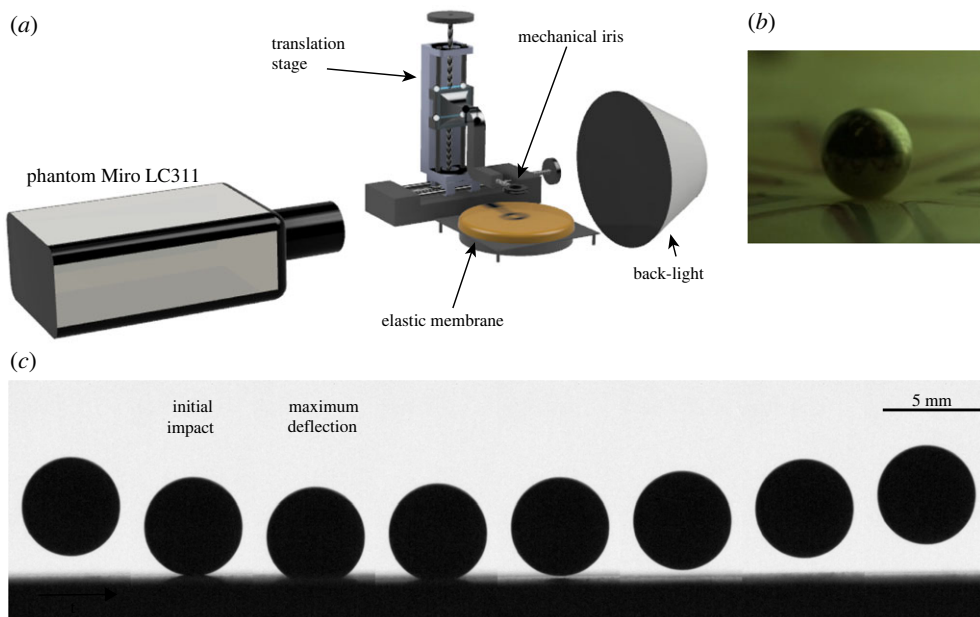 (a)
(b)
translation
stage
mechanical iris
phantom Miro LC311
back-light
elastic membrane
(c)
initial
impact
maximum
deflection
5 mm